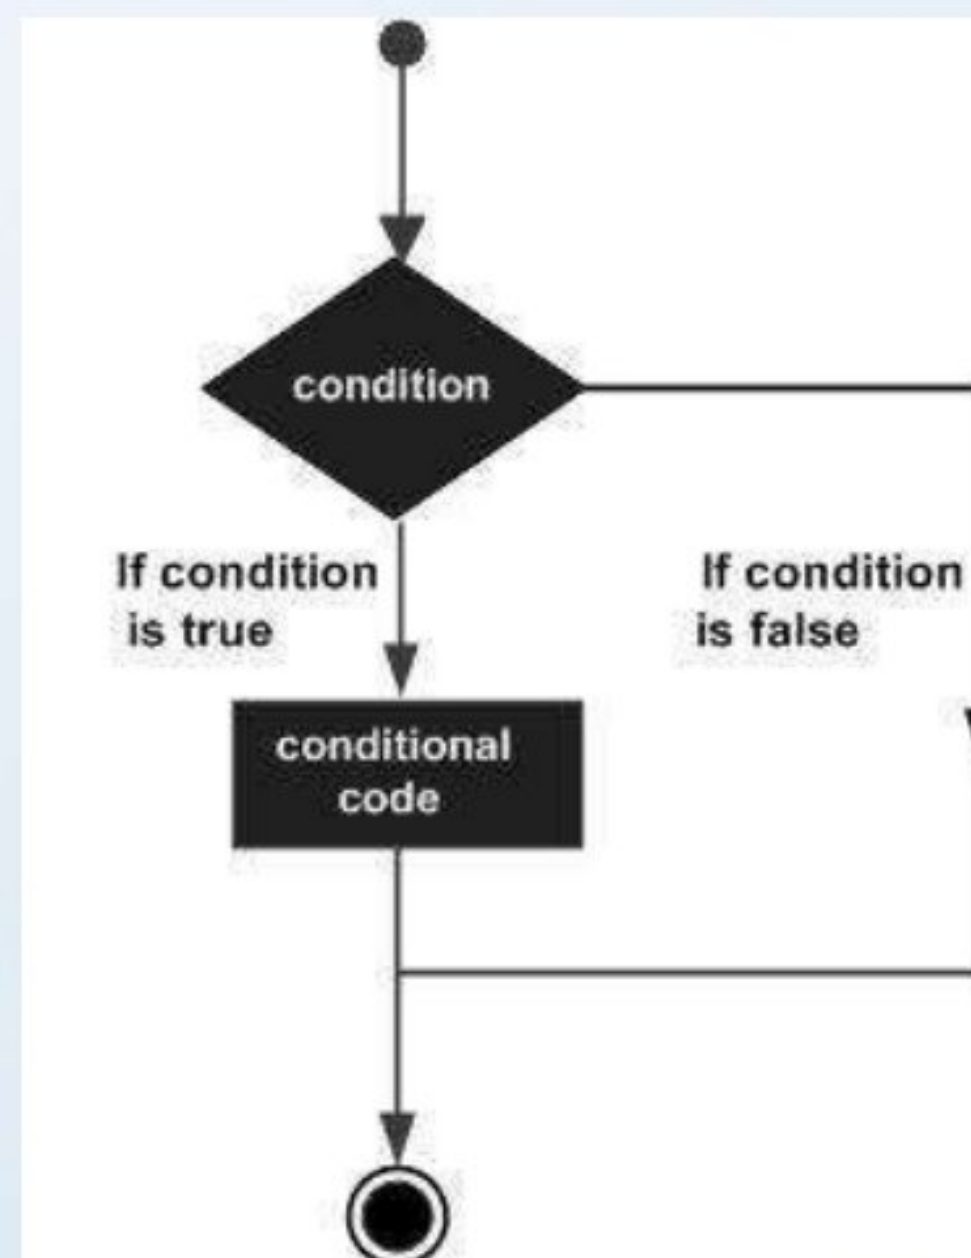 condition
If condition
is true
If condition
is false
conditional
code